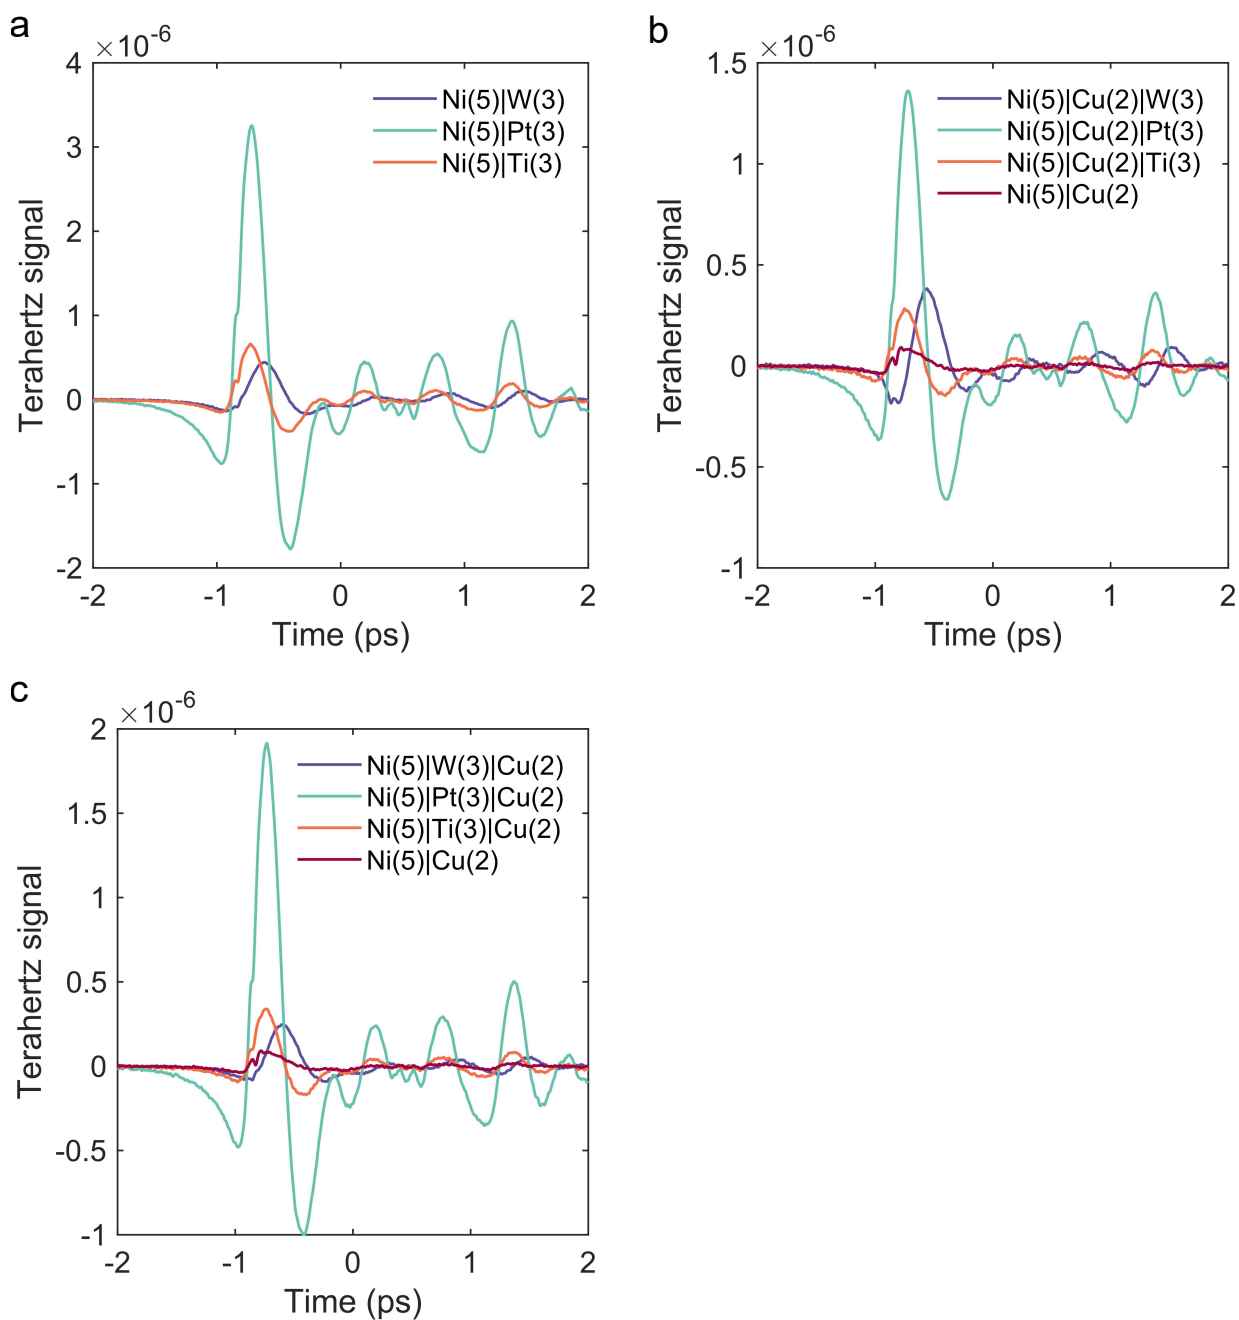 a
×10-6
4
3
2
1
0
-1
-2
-2 -1 0 1 2
Terahertz signal
Time (ps)
Ni(5)|W(3)
Ni(5)|Pt(3)
Ni(5)|Ti(3)
b
×10-6
1.5
1
0.5
0
-0.5
-1
-2 -1 0 1 2
Terahertz signal
Time (ps)
Ni(5)|Cu(2)|W(3)
Ni(5)|Cu(2)|Pt(3)
Ni(5)|Cu(2)|Ti(3)
Ni(5)|Cu(2)
c
×10-6
2
1.5
1
0.5
0
-0.5
-1
-2 -1 0 1 2
Terahertz signal
Time (ps)
Ni(5)|W(3)|Cu(2)
Ni(5)|Pt(3)|Cu(2)
Ni(5)|Ti(3)|Cu(2)
Ni(5)|Cu(2)